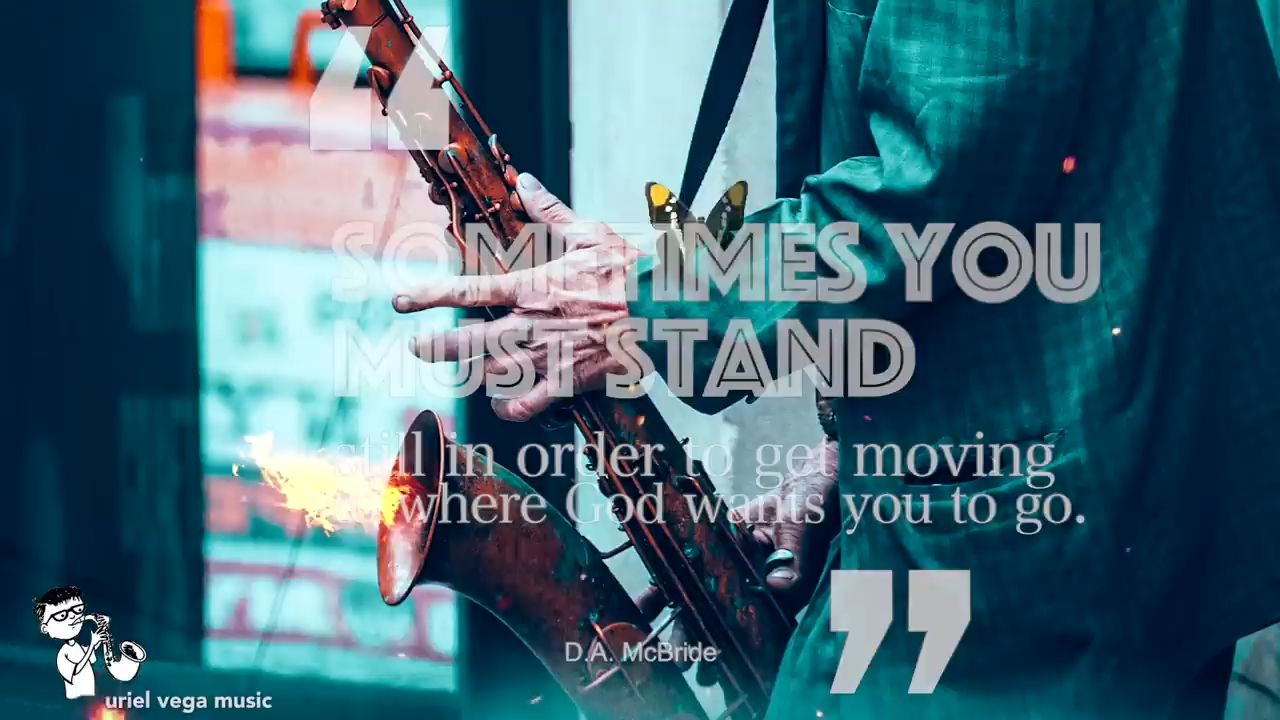 “
SOMETIMES YOU
MUST STAND
still in order to get moving
to where God wants you to go.
”
D.A. McBride
uriel vega music